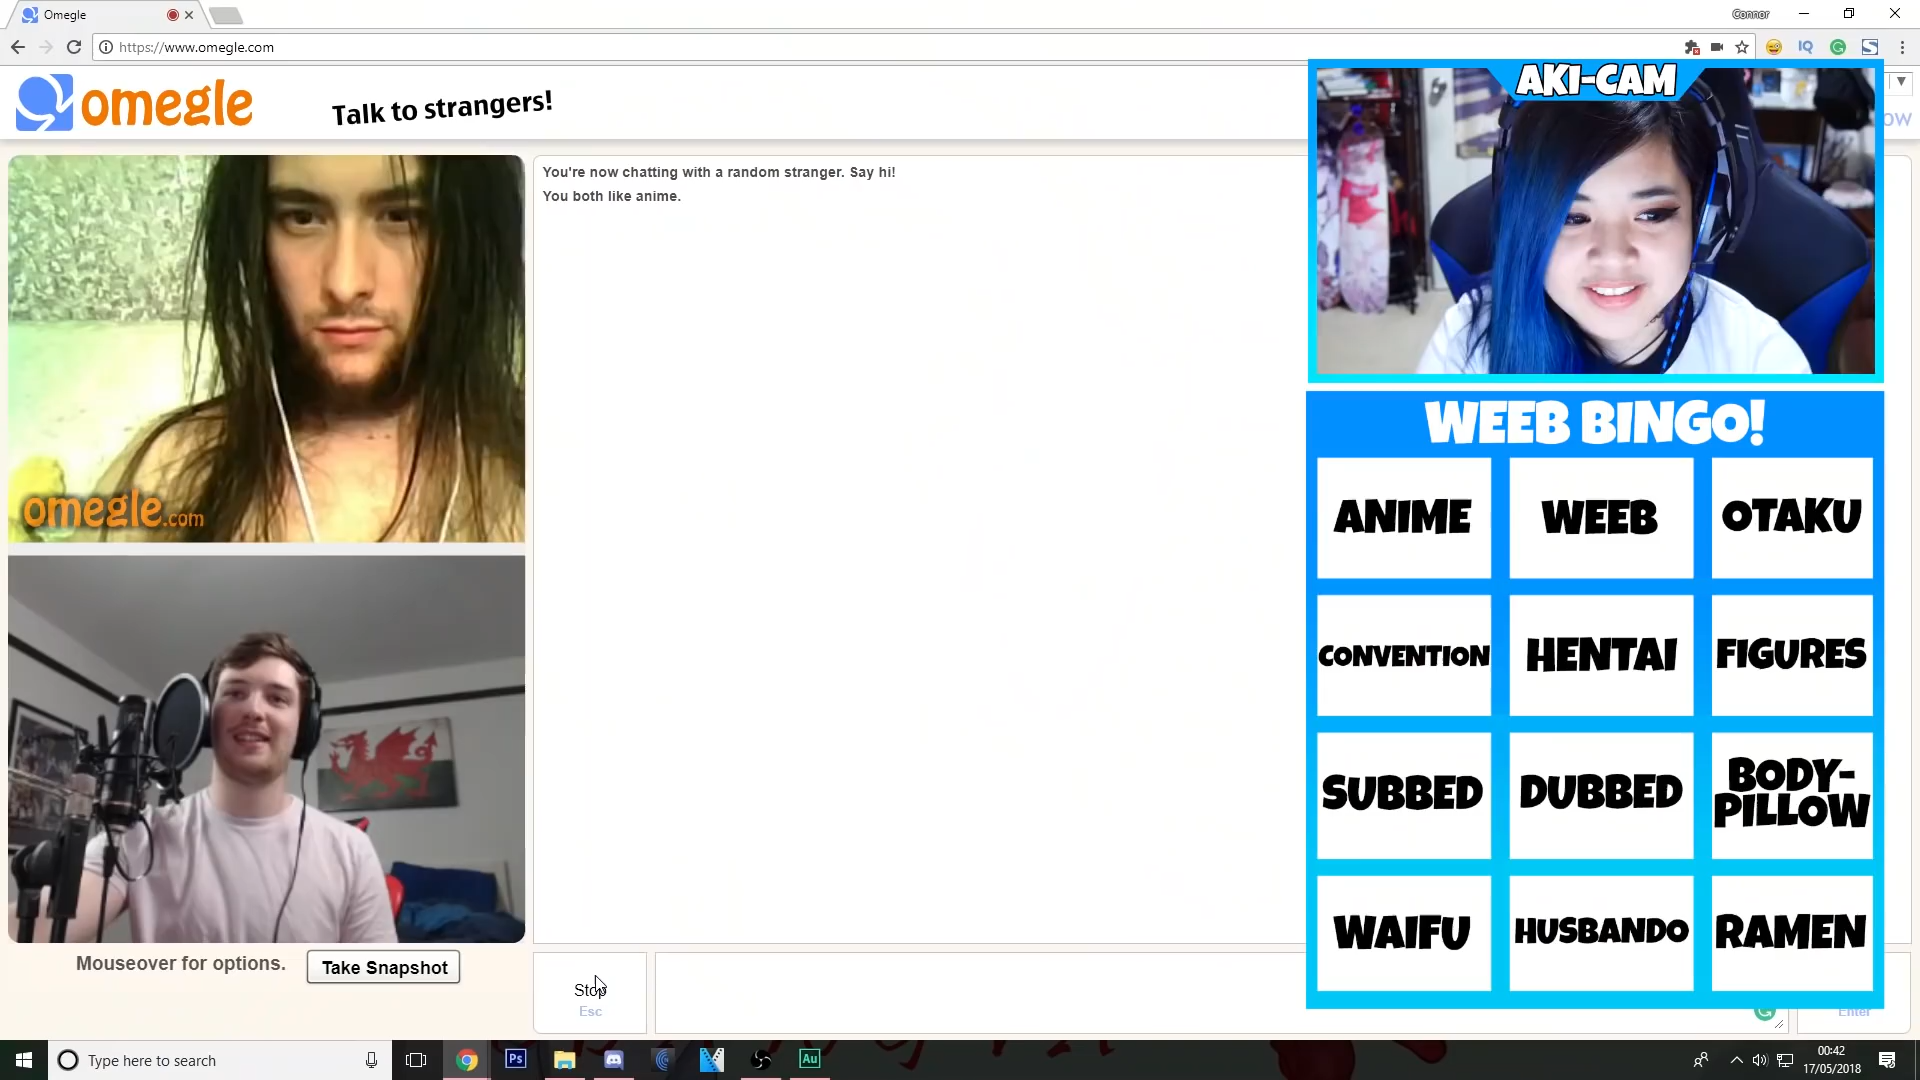 Omegle
Connor
https://www.omegle.com
omegle
Talk to strangers!
AKI-CAM
You're now chatting with a random stranger. Say hi!
You both like anime.
omegle.com
WEEB BINGO!
ANIME
WEEB
OTAKU
CONVENTION
HENTAI
FIGURES
SUBBED
DUBBED
BODY-
PILLOW
WAIFU
HUSBANDO
RAMEN
Mouseover for options.
Take Snapshot
Stop
Esc
Enter
Type here to search
Ps
Au
00:42
17/05/2018